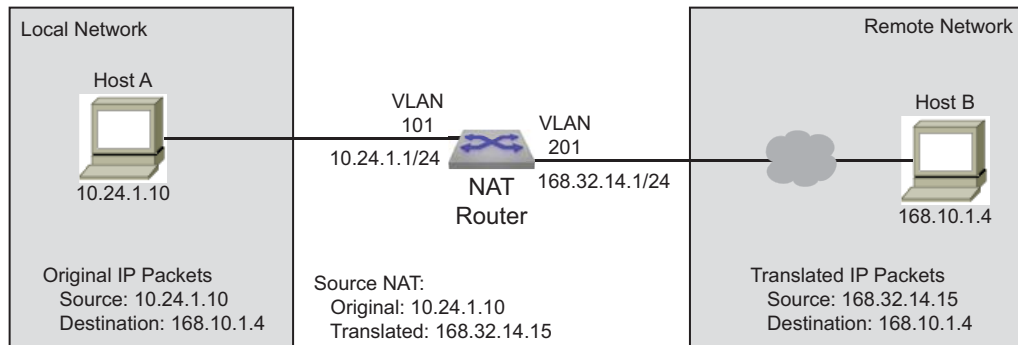 Local Network
Host A
10.24.1.10
Original IP Packets
Source: 10.24.1.10
Destination: 168.10.1.4
VLAN
101
10.24.1.1/24
NAT
Router
VLAN
201
168.32.14.1/24
Source NAT:
Original: 10.24.1.10
Translated: 168.32.14.15
Remote Network
Host B
168.10.1.4
Translated IP Packets
Source: 168.32.14.15
Destination: 168.10.1.4